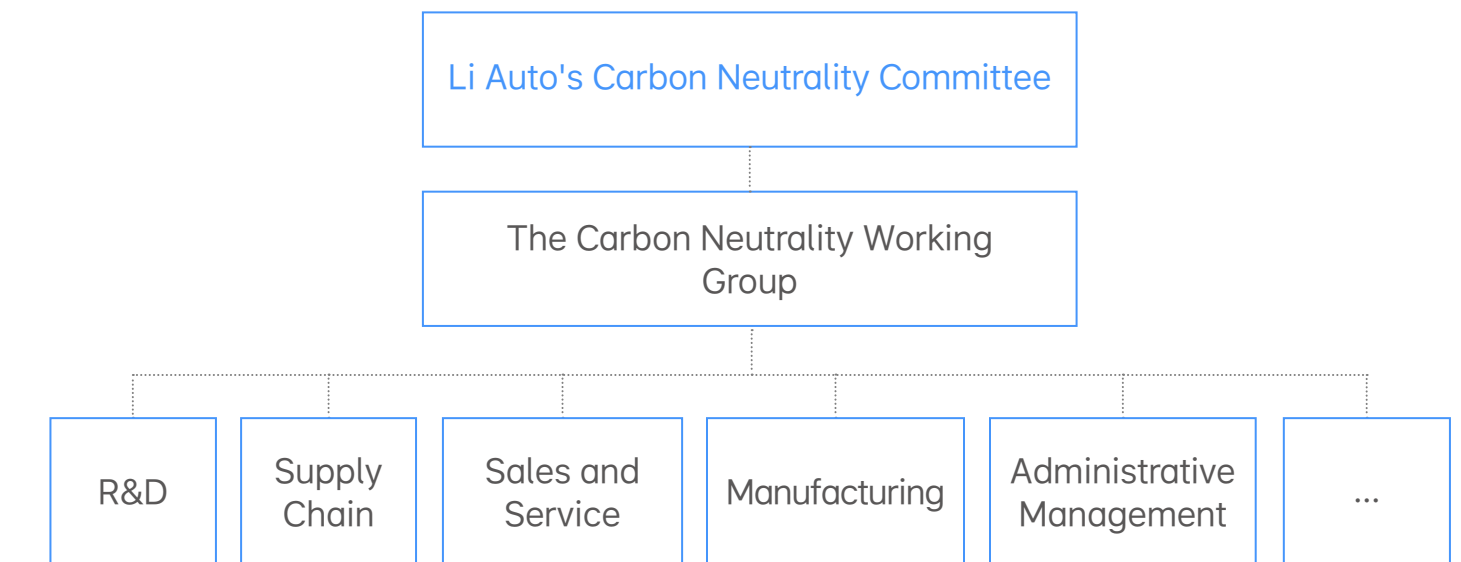 Li Auto's Carbon Neutrality Committee
The Carbon Neutrality Working
Group
R&D
Supply
Chain
Sales and
Service
Manufacturing
Administrative
Management
...